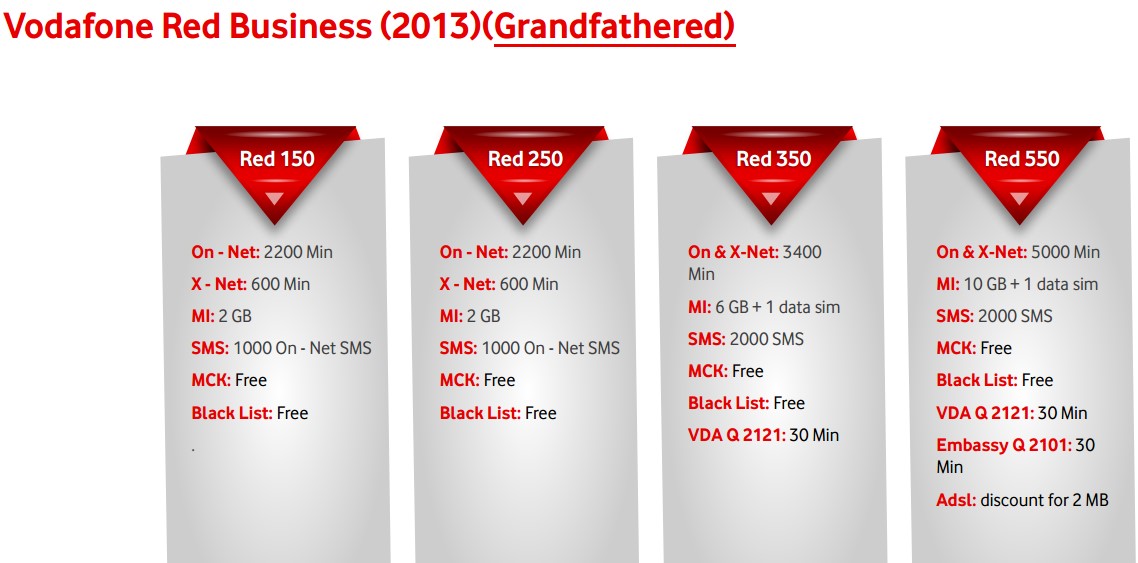 Vodafone Red Business (2013)(Grandfathered)
Red 150
On - Net: 2200 Min
X - Net: 600 Min
MI: 2 GB
SMS: 1000 On - Net SMS
MCK: Free
Black List: Free
.
Red 250
On - Net: 2200 Min
X - Net: 600 Min
MI: 2 GB
SMS: 1000 On - Net SMS
MCK: Free
Black List: Free
Red 350
On & X-Net: 3400
Min
MI: 6 GB + 1 data sim
SMS: 2000 SMS
MCK: Free
Black List: Free
VDA Q 2121: 30 Min
Red 550
On & X-Net: 5000 Min
MI: 10 GB + 1 data sim
SMS: 2000 SMS
MCK: Free
Black List: Free
VDA Q 2121: 30 Min
Embassy Q 2101: 30
Min
Adsl: discount for 2 MB